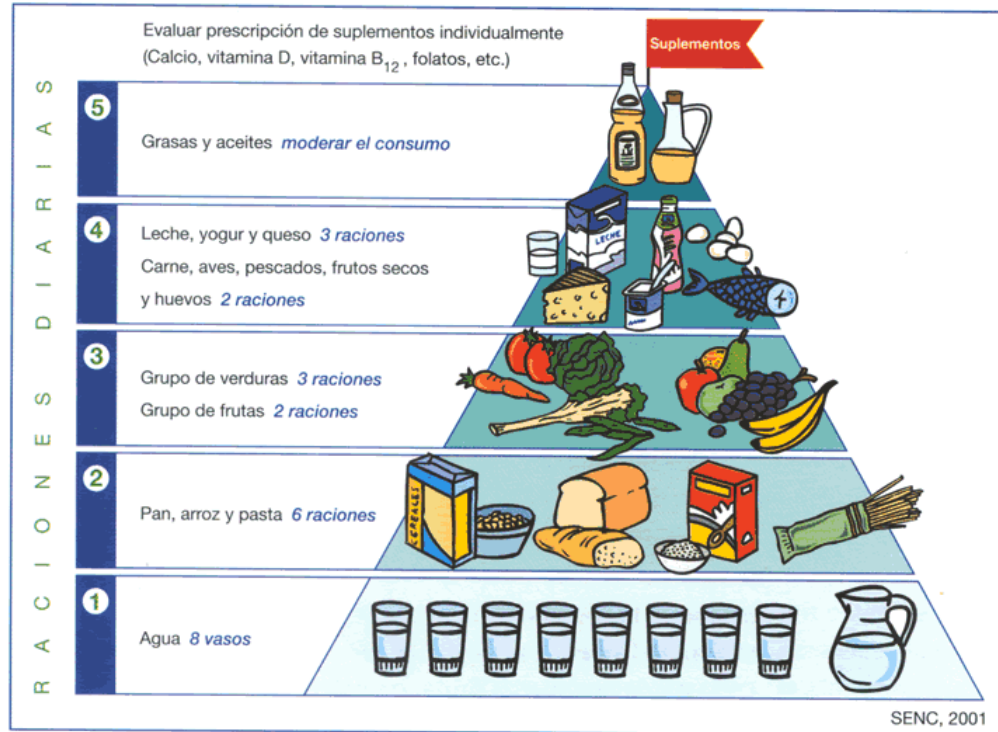 Evaluar prescripción de suplementos individualmente
(Calcio, vitamina D, vitamina B12, folatos, etc.)
Suplementos
RACIONES DIARIAS
5
Grasas y aceites moderar el consumo
4
Leche, yogur y queso 3 raciones
Carne, aves, pescados, frutos secos
y huevos 2 raciones
LECHE
3
Grupo de verduras 3 raciones
Grupo de frutas 2 raciones
2
Pan, arroz y pasta 6 raciones
CEREALES
1
Agua 8 vasos
SENC, 2001